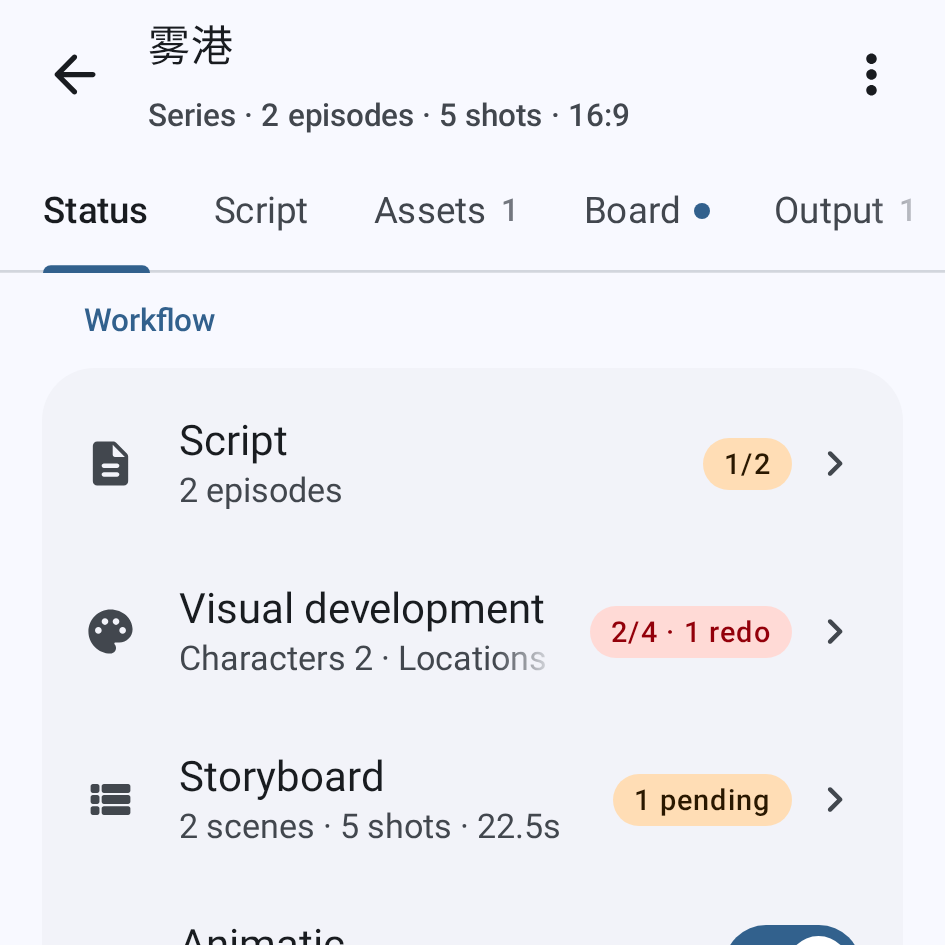 雾港
Series · 2 episodes · 5 shots · 16:9
Status Script Assets 1 Board Output 1
Workflow
Script
2 episodes
1/2
Visual development
Characters 2 · Locations
2/4 · 1 redo
Storyboard
2 scenes · 5 shots · 22.5s
1 pending
Animatic